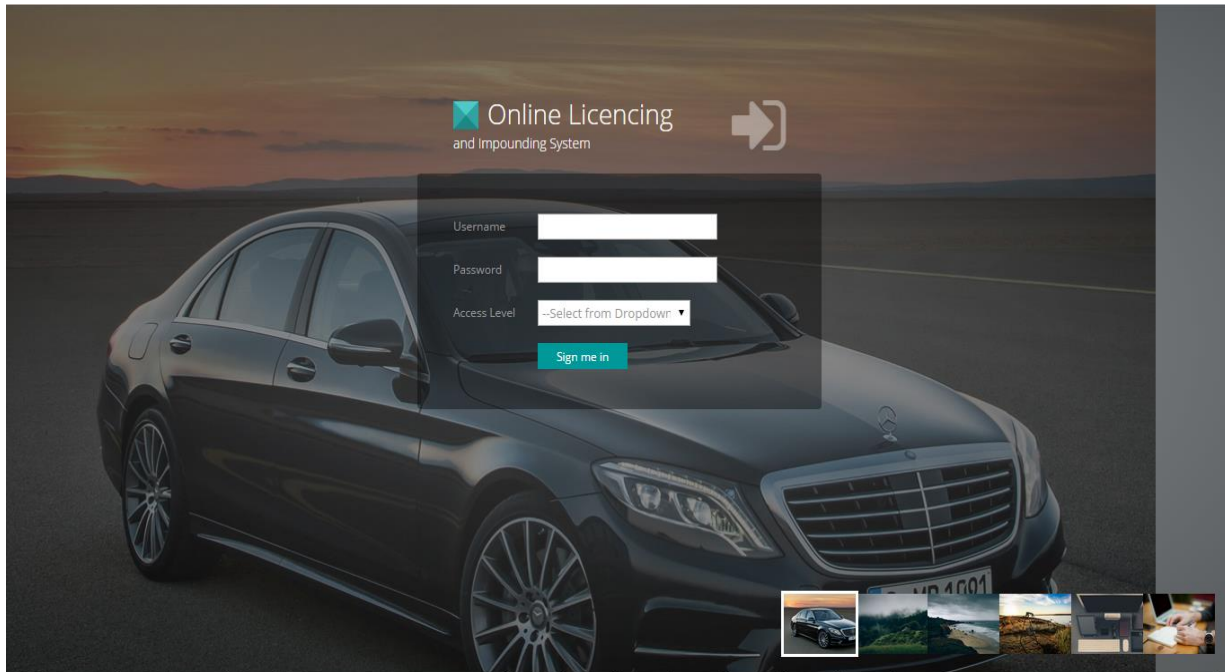 Online Licencing
and Impounding System
Username
Password
Access Level
--Select from Dropdown
Sign me in